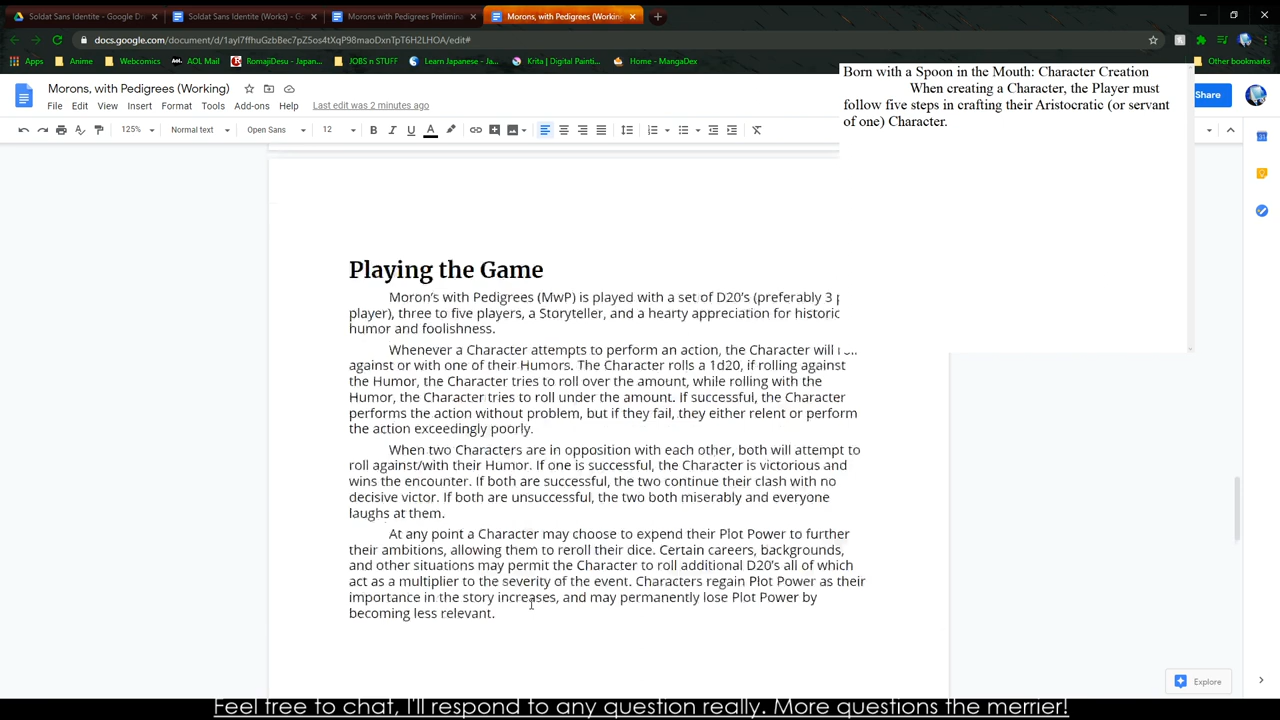 Soldat Sans Identite - Google Dr
Soldat Sans Identite (Works) - Go
Morons with Pedigrees Prelimina
Morons, with Pedigrees (Workin
docs.google.com/document/d/1ayI7ffhuGzbBec7pZ5os4tXqP98maoDxnTpT6H2LHOA/edit#
Apps
Anime
Webcomics
Aol.
AOL Mail
RomajiDesu - Japan...
JOBS n STUFF
Learn Japanese - Ja...
Krita | Digital Painti...
Home - MangaDex
Other bookmarks
Morons, with Pedigrees (Working)
File Edit View Insert Format Tools Add-ons Help Last edit was 2 minutes ago
Share
125% Normal text Open Sans 12 B I U A
Born with a Spoon in the Mouth: Character Creation
When creating a Character, the Player must
follow five steps in crafting their Aristocratic (or servant
of one) Character.
Playing the Game
Moron's with Pedigrees (MwP) is played with a set of D20's (preferably 3 p
player), three to five players, a Storyteller, and a hearty appreciation for historic
humor and foolishness.
Whenever a Character attempts to perform an action, the Character will roll
against or with one of their Humors. The Character rolls a 1d20, if rolling against
the Humor, the Character tries to roll over the amount, while rolling with the
Humor, the Character tries to roll under the amount. If successful, the Character
performs the action without problem, but if they fail, they either relent or perform
the action exceedingly poorly.
When two Characters are in opposition with each other, both will attempt to
roll against/with their Humor. If one is successful, the Character is victorious and
wins the encounter. If both are successful, the two continue their clash with no
decisive victor. If both are unsuccessful, the two both miserably and everyone
laughs at them.
At any point a Character may choose to expend their Plot Power to further
their ambitions, allowing them to reroll their dice. Certain careers, backgrounds,
and other situations may permit the Character to roll additional D20's all of which
act as a multiplier to the severity of the event. Characters regain Plot Power as their
importance in the story increases, and may permanently lose Plot Power by
becoming less relevant.
Explore
Feel free to chat, I'll respond to any question really. More questions the merrier!